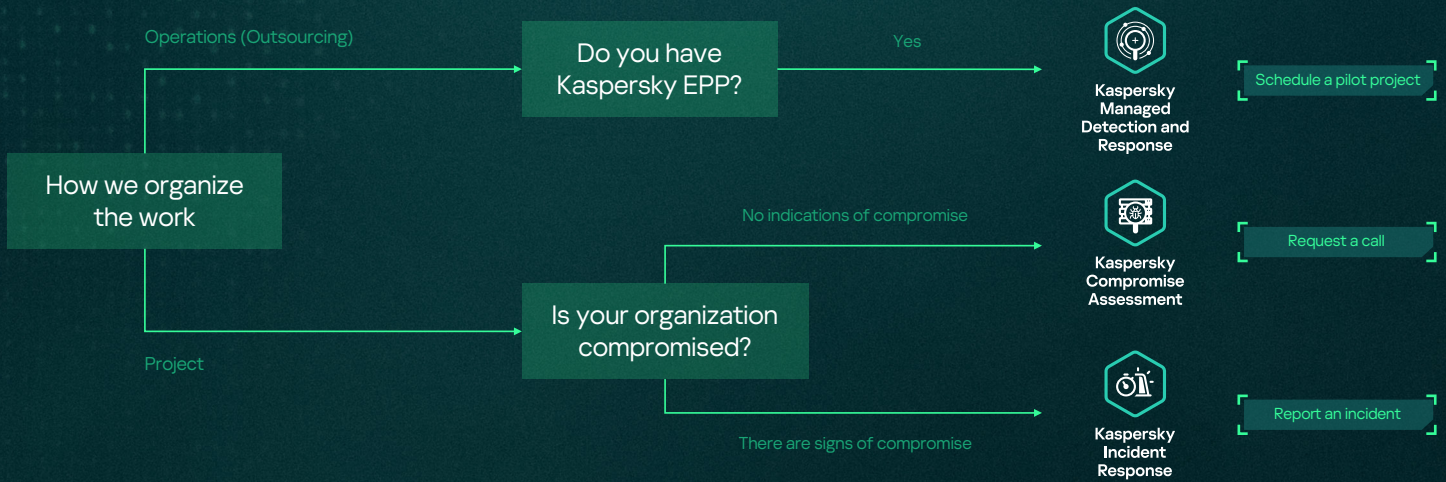 Operations (Outsourcing)
Do you have
Kaspersky EPP?
Yes
Kaspersky
Managed
Detection and
Response
Schedule a pilot project
How we organize
the work
No indications of compromise
Kaspersky
Compromise
Assessment
Request a call
Is your organization
compromised?
Project
There are signs of compromise
Kaspersky
Incident
Response
Report an incident